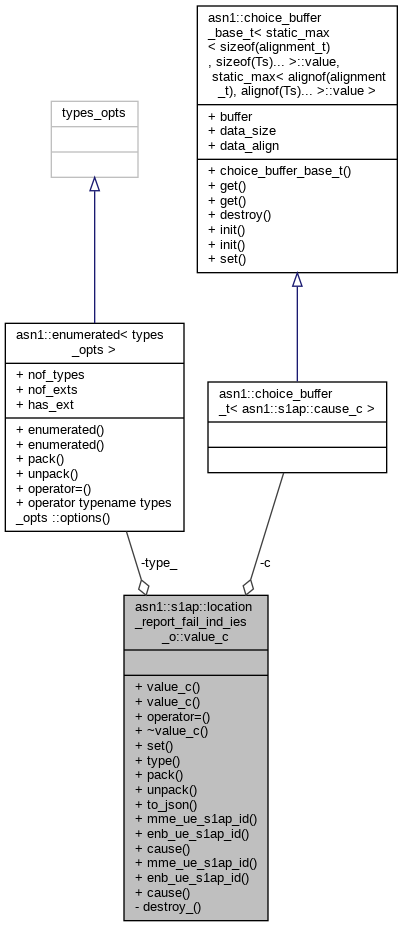 asn1::choice_buffer
_base_t< static_max
< sizeof(alignment_t)
, sizeof(Ts)... >::value,
static_max< alignof(alignment
_t), alignof(Ts)... >::value >
+ buffer
+ data_size
+ data_align
+ choice_buffer_base_t()
+ get()
+ get()
+ destroy()
+ init()
+ init()
+ set()
types_opts
asn1::enumerated< types
_opts >
+ nof_types
+ nof_exts
+ has_ext
+ enumerated()
+ enumerated()
+ pack()
+ unpack()
+ operator=()
+ operator typename types
_opts ::options()
asn1::choice_buffer
_t< asn1::s1ap::cause_c >
-type_
-c
asn1::s1ap::location
_report_fail_ind_ies
_o::value_c
+ value_c()
+ value_c()
+ operator=()
+ ~value_c()
+ set()
+ type()
+ pack()
+ unpack()
+ to_json()
+ mme_ue_s1ap_id()
+ enb_ue_s1ap_id()
+ cause()
+ mme_ue_s1ap_id()
+ enb_ue_s1ap_id()
+ cause()
- destroy_()